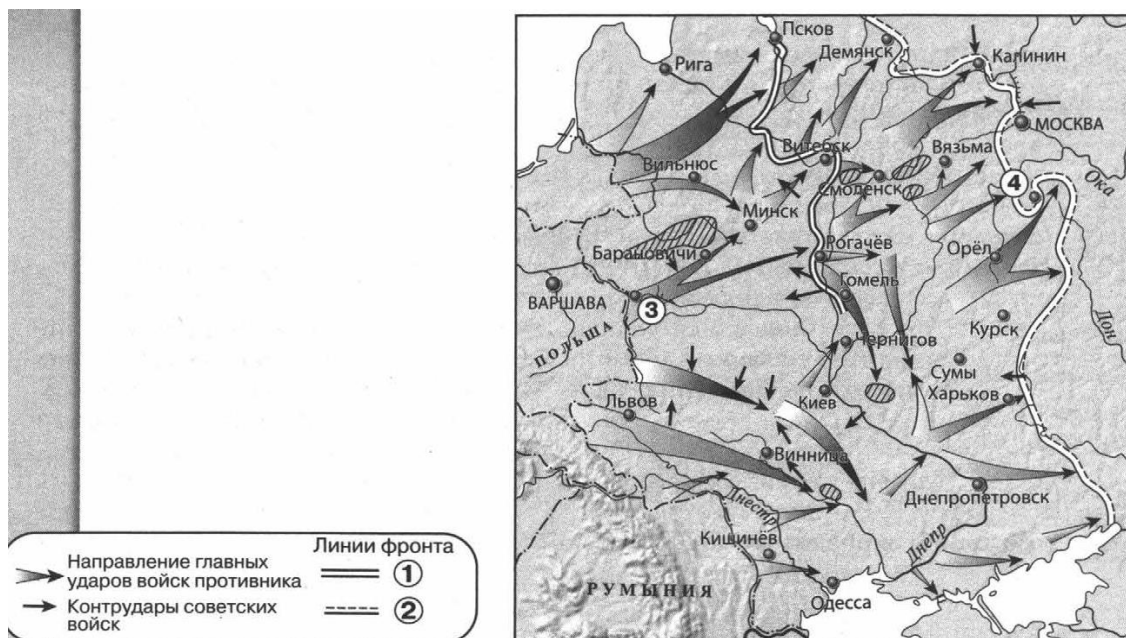 Псков
Демянск
Калинин
Рига
МОСКВА
Витебск
Вязьма
Вильнюс
Смоленск
4
Ока
Минск
Рогачёв
Орёл
Барановичи
Гомель
ВАРШАВА
3
Курск
Дон
ПОЛЬША
Чернигов
Сумы
Харьков
Львов
Киев
Винница
Днепропетровск
Днестр
Кишинёв
Днепр
РУМЫНИЯ
Одесса
Направление главных
ударов войск противника
Контрудары советских
войск
Линии фронта
1
2